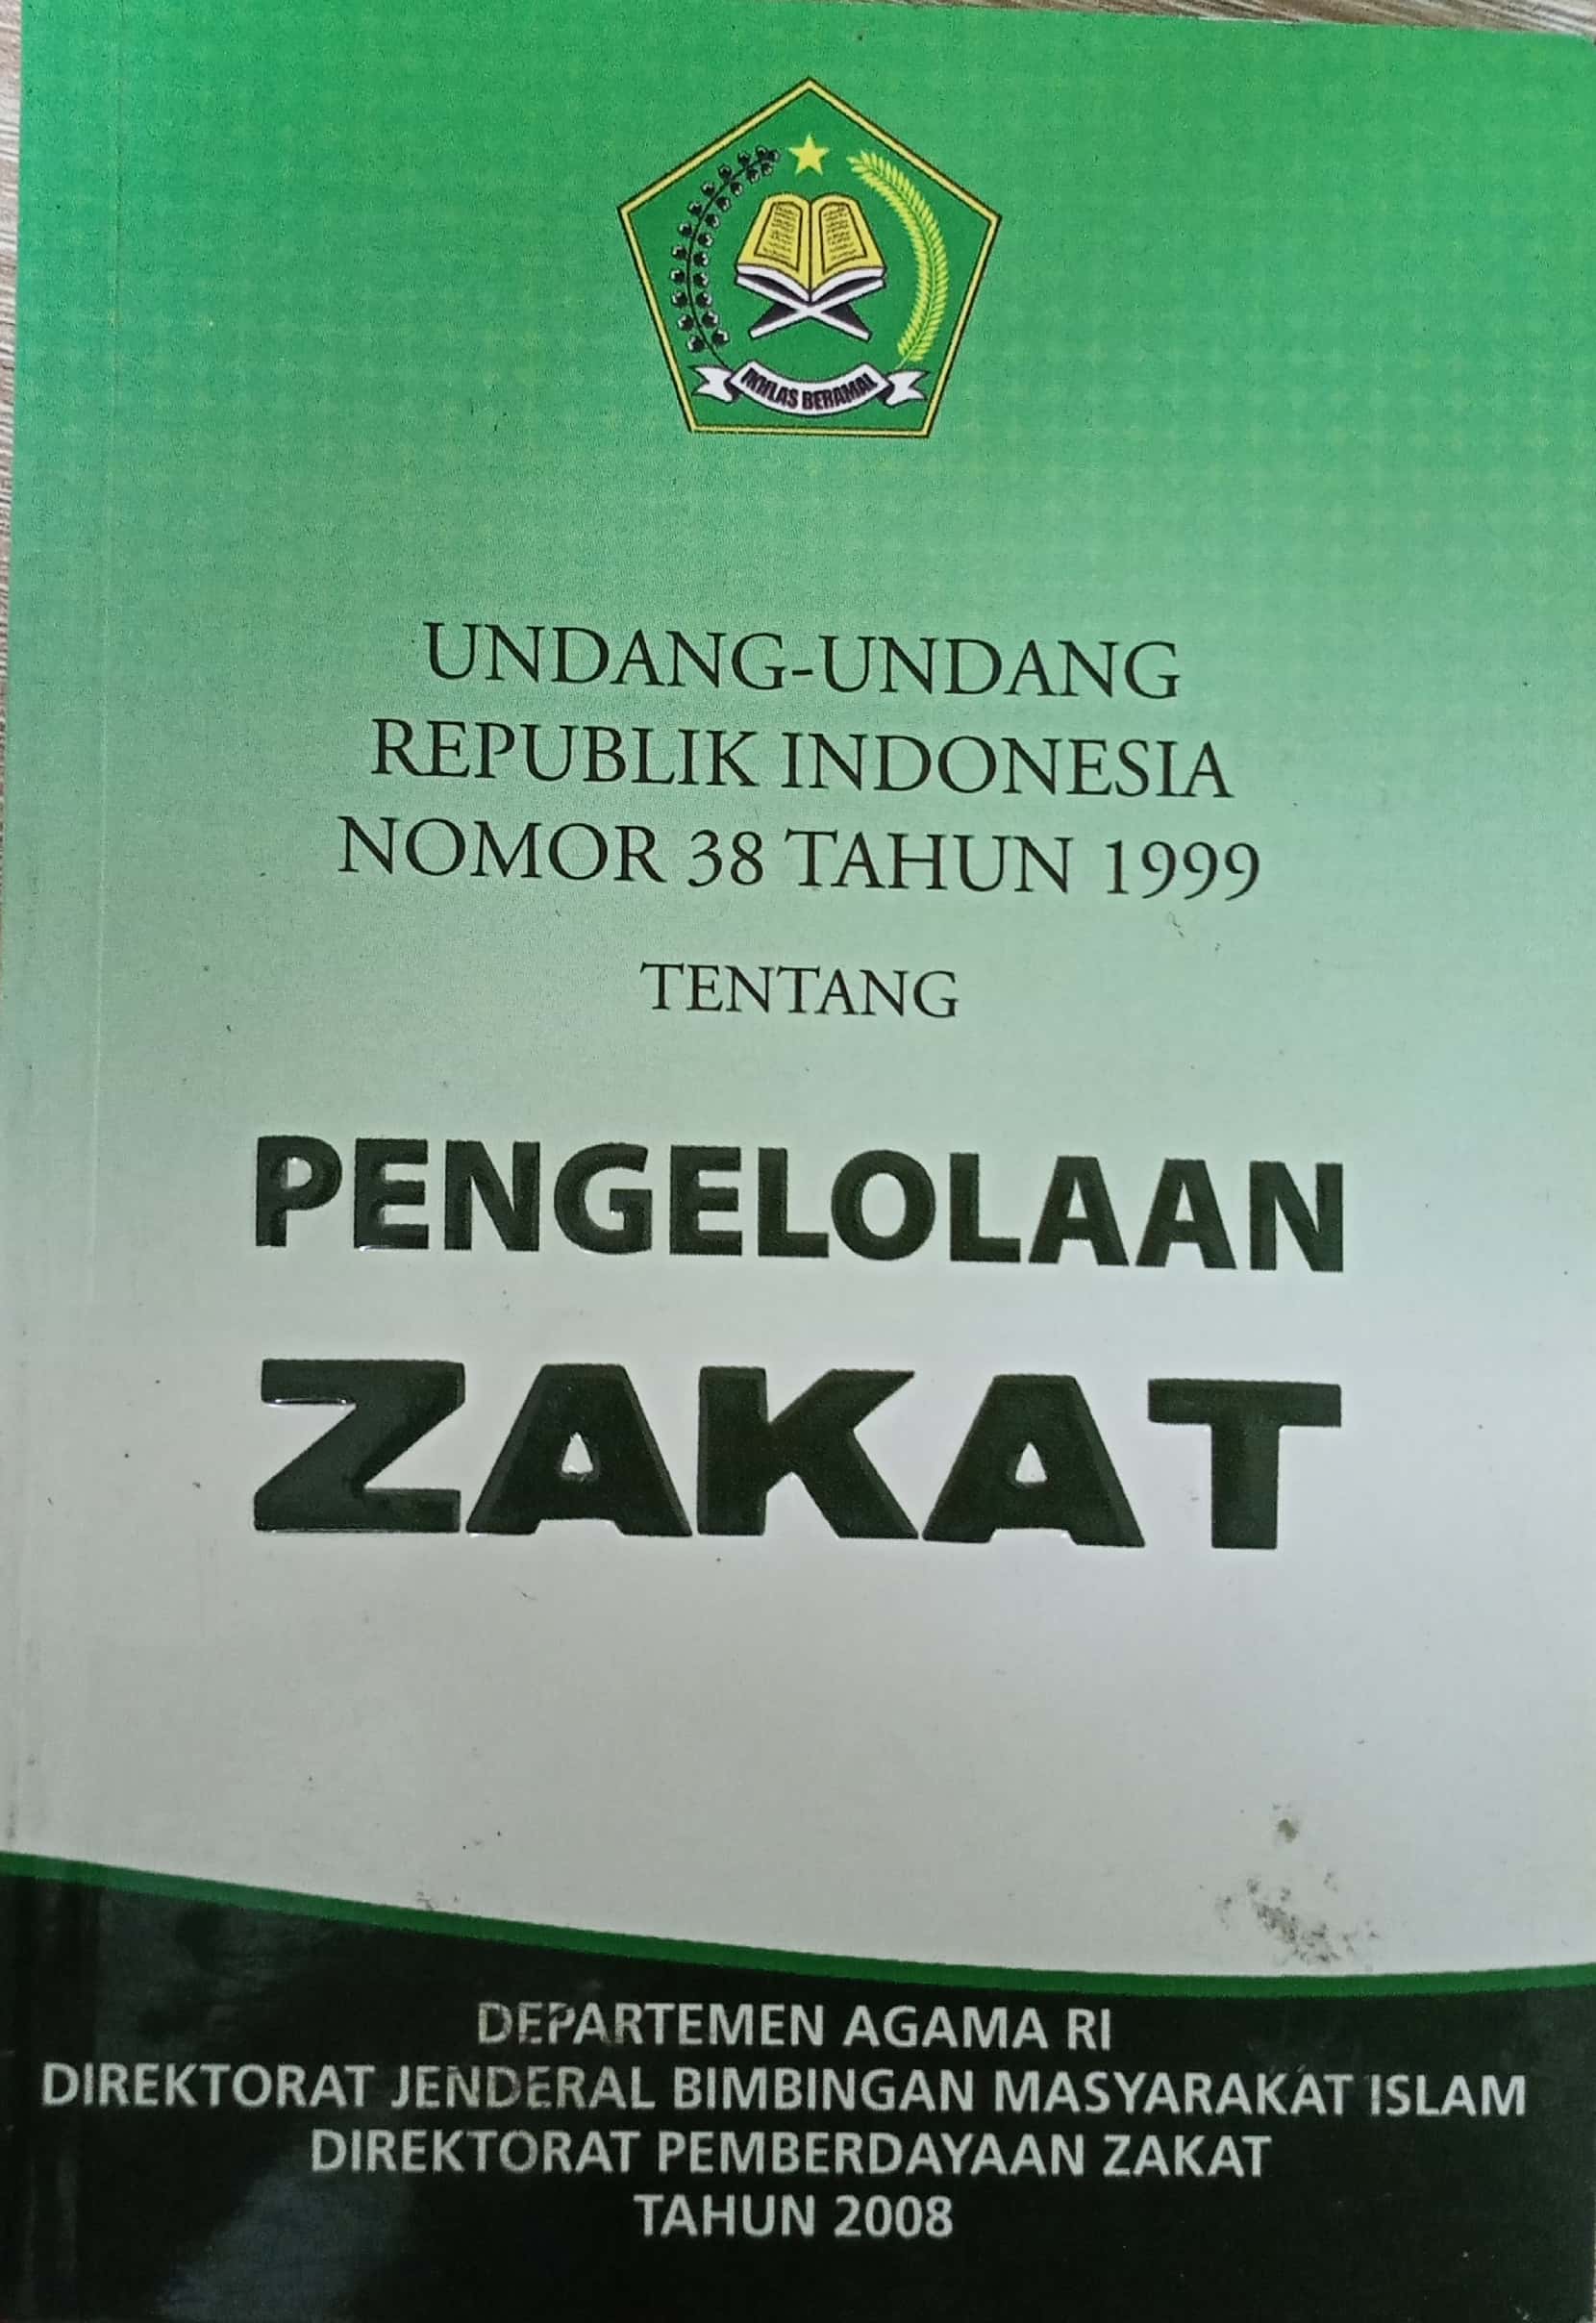 IKHLAS BERAMAL
UNDANG-UNDANG
REPUBLIK INDONESIA
NOMOR 38 TAHUN 1999
TENTANG
PENGELOLAAN
ZAKAT
DEPARTEMEN AGAMA RI
DIREKTORAT JENDERAL BIMBINGAN MASYARAKAT ISLAM
DIREKTORAT PEMBERDAYAAN ZAKAT
TAHUN 2008